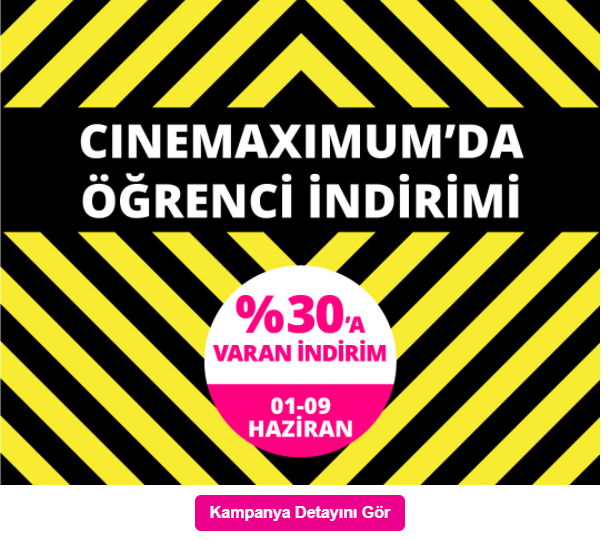 CINEMAXIMUM’DA
ÖĞRENCİ İNDİRİMİ
%30’A
VARAN İNDİRİM
01-09
HAZİRAN
Kampanya Detayını Gör